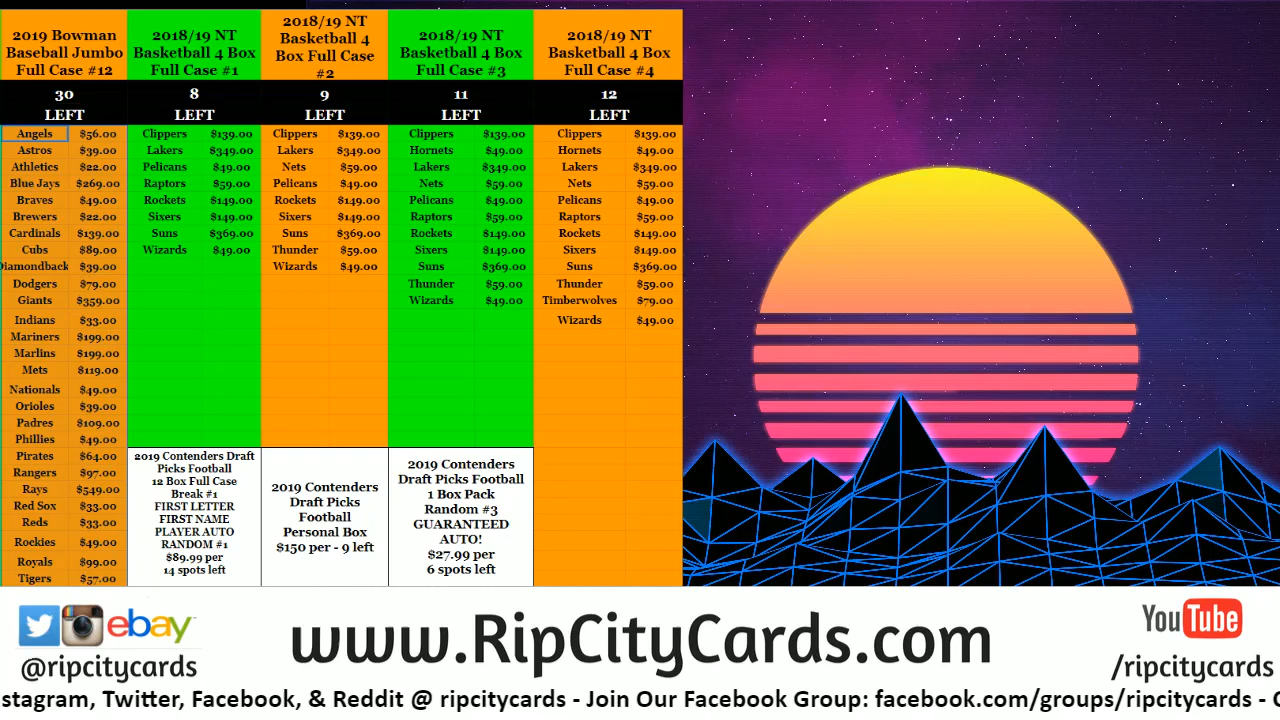 2019 Bowman
Baseball Jumbo
Full Case #12
30
LEFT
Angels $56.00
Astros $39.00
Athletics $22.00
Blue Jays $269.00
Braves $49.00
Brewers $22.00
Cardinals $139.00
Cubs $89.00
Diamondback $39.00
Dodgers $79.00
Giants $359.00
Indians $33.00
Mariners $199.00
Marlins $199.00
Mets $119.00
Nationals $49.00
Orioles $39.00
Padres $109.00
Phillies $49.00
Pirates $64.00
Rangers $97.00
Rays $549.00
Red Sox $33.00
Reds $33.00
Rockies $49.00
Royals $99.00
Tigers $57.00
2018/19 NT
Basketball 4 Box
Full Case #1
8
LEFT
Clippers $139.00
Lakers $349.00
Pelicans $49.00
Raptors $59.00
Rockets $149.00
Sixers $149.00
Suns $369.00
Wizards $49.00
2019 Contenders Draft
Picks Football
12 Box Full Case
Break #1
FIRST LETTER
FIRST NAME
PLAYER AUTO
RANDOM #1
$89.99 per
14 spots left
2018/19 NT
Basketball 4
Box Full Case
#2
9
LEFT
Clippers $139.00
Lakers $349.00
Nets $59.00
Pelicans $49.00
Rockets $149.00
Sixers $149.00
Suns $369.00
Thunder $59.00
Wizards $49.00
2019 Contenders
Draft Picks
Football
Personal Box
$150 per - 9 left
2018/19 NT
Basketball 4 Box
Full Case #3
11
LEFT
Clippers $139.00
Hornets $49.00
Lakers $349.00
Nets $59.00
Pelicans $49.00
Raptors $59.00
Rockets $149.00
Sixers $149.00
Suns $369.00
Thunder $59.00
Wizards $49.00
2019 Contenders
Draft Picks Football
1 Box Pack
Random #3
GUARANTEED
AUTO!
$27.99 per
6 spots left
2018/19 NT
Basketball 4 Box
Full Case #4
12
LEFT
Clippers $139.00
Hornets $49.00
Lakers $349.00
Nets $59.00
Pelicans $49.00
Raptors $59.00
Rockets $149.00
Sixers $149.00
Suns $369.00
Thunder $59.00
Timberwolves $79.00
Wizards $49.00
ebay
@ripcitycards
www.RipCityCards.com
YouTube
/ripcitycards
stagram, Twitter, Facebook, & Reddit @ ripcitycards - Join Our Facebook Group: facebook.com/groups/ripcitycards -